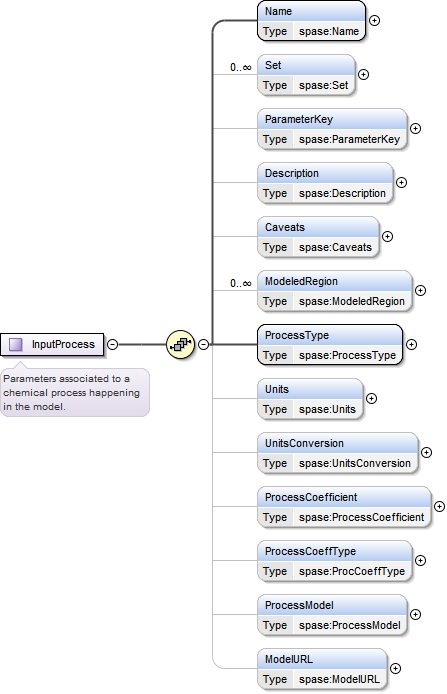 Name
Type spase:Name
0..∞
Set
Type spase:Set
ParameterKey
Type spase:ParameterKey
Description
Type spase:Description
Caveats
Type spase:Caveats
0..∞
ModeledRegion
Type spase:ModeledRegion
InputProcess
Parameters associated to a
chemical process happening
in the model.
ProcessType
Type spase:ProcessType
Units
Type spase:Units
UnitsConversion
Type spase:UnitsConversion
ProcessCoefficient
Type spase:ProcessCoefficient
ProcessCoeffType
Type spase:ProcCoeffType
ProcessModel
Type spase:ProcessModel
ModelURL
Type spase:ModelURL